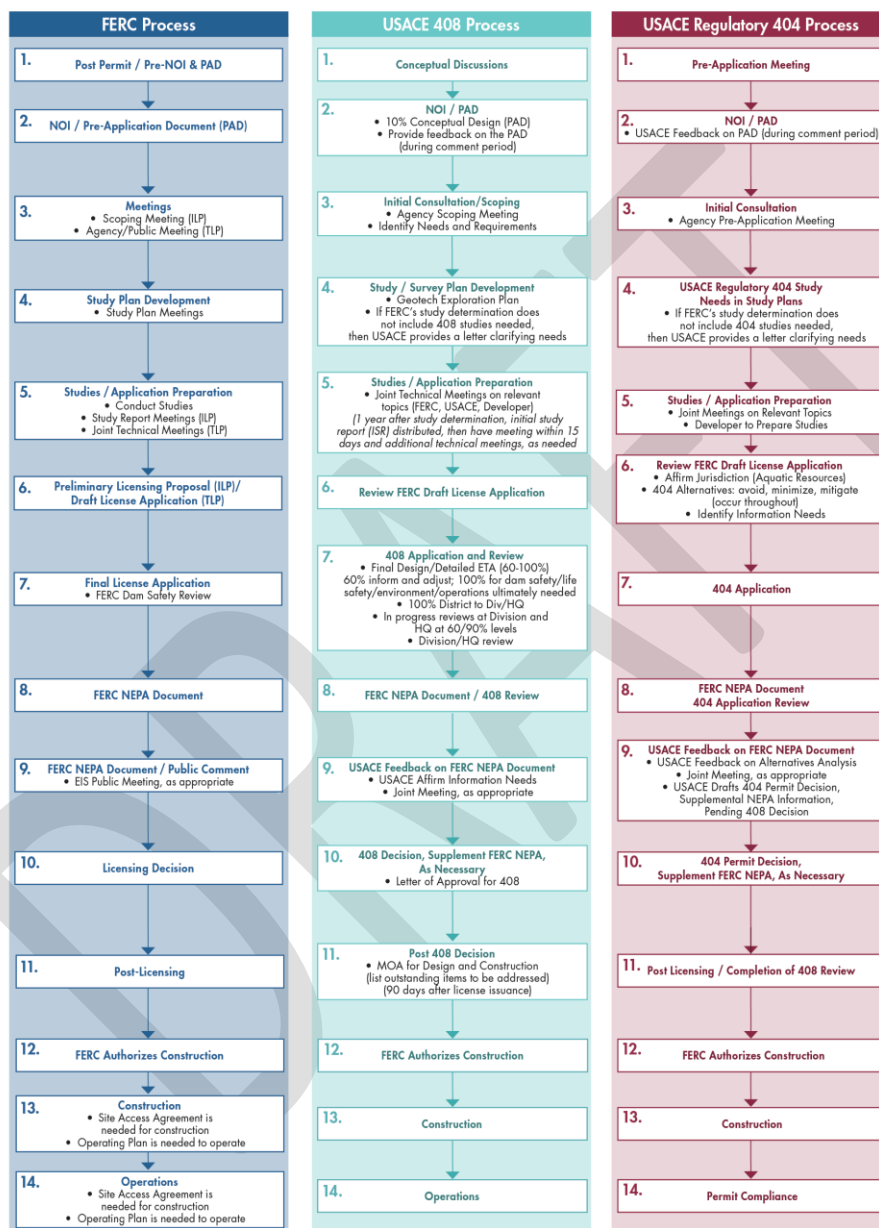 FERC Process
1.
Post Permit / Pre-NOI & PAD
2.
NOI / Pre-Application Document (PAD)
3.
Meetings
• Scoping Meeting (ILP)
• Agency/Public Meeting (TLP)
4.
Study Plan Development
• Study Plan Meetings
5.
Studies / Application Preparation
• Conduct Studies
• Study Report Meetings (ILP)
• Joint Technical Meetings (TLP)
6.
Preliminary Licensing Proposal (ILP)/
Draft License Application (TLP)
7.
Final License Application
• FERC Dam Safety Review
8.
FERC NEPA Document
9.
FERC NEPA Document / Public Comment
• EIS Public Meeting, as appropriate
10.
Licensing Decision
11.
Post-Licensing
12.
FERC Authorizes Construction
13.
Construction
• Site Access Agreement is
needed for construction
• Operating Plan is needed to operate
14.
Operations
• Site Access Agreement is
needed for construction
• Operating Plan is needed to operate
USACE 408 Process
1.
Conceptual Discussions
2.
NOI / PAD
• 10% Conceptual Design (PAD)
• Provide feedback on the PAD
(during comment period)
3.
Initial Consultation/Scoping
• Agency Scoping Meeting
• Identify Needs and Requirements
4.
Study / Survey Plan Development
• Geotech Exploration Plan
• If FERC's study determination does
not include 408 studies needed,
then USACE provides a letter clarifying needs
5.
Studies / Application Preparation
• Joint Technical Meetings on relevant
topics (FERC, USACE, Developer)
(1 year after study determination, initial study
report (ISR) distributed, then have meeting within 15
days and additional technical meetings, as needed
6.
Review FERC Draft License Application
7.
408 Application and Review
• Final Design/Detailed ETA (60-100%)
60% inform and adjust; 100% for dam safety/life
safety/environment/operations ultimately needed
• 100% District to Div/HQ
• In progress reviews at Division and
HQ at 60/90% levels
• Division/HQ review
8.
FERC NEPA Document / 408 Review
9.
USACE Feedback on FERC NEPA Document
• USACE Affirm Information Needs
• Joint Meeting, as appropriate
10.
408 Decision, Supplement FERC NEPA,
As Necessary
• Letter of Approval for 408
11.
Post 408 Decision
• MOA for Design and Construction
(list outstanding items to be addressed)
(90 days after license issuance)
12.
FERC Authorizes Construction
13.
Construction
14.
Operations
USACE Regulatory 404 Process
1.
Pre-Application Meeting
2.
NOI / PAD
• USACE Feedback on PAD (during comment period)
3.
Initial Consultation
• Agency Pre-Application Meeting
4.
USACE Regulatory 404 Study
Needs in Study Plans
• If FERC's study determination does
not include 404 studies needed,
then USACE provides a letter clarifying needs
5.
Studies / Application Preparation
• Joint Meetings on Relevant Topics
• Developer to Prepare Studies
6.
Review FERC Draft License Application
• Affirm Jurisdiction (Aquatic Resources)
• 404 Alternatives: avoid, minimize, mitigate
(occur throughout)
• Identify Information Needs
7.
404 Application
8.
FERC NEPA Document
404 Application Review
9.
USACE Feedback on FERC NEPA Document
• USACE Feedback on Alternatives Analysis
• Joint Meeting, as appropriate
• USACE Drafts 404 Permit Decision,
Supplemental NEPA Information,
Pending 408 Decision
10.
404 Permit Decision,
Supplement FERC NEPA, As Necessary
11.
Post Licensing / Completion of 408 Review
12.
FERC Authorizes Construction
13.
Construction
14.
Permit Compliance
DRAFT